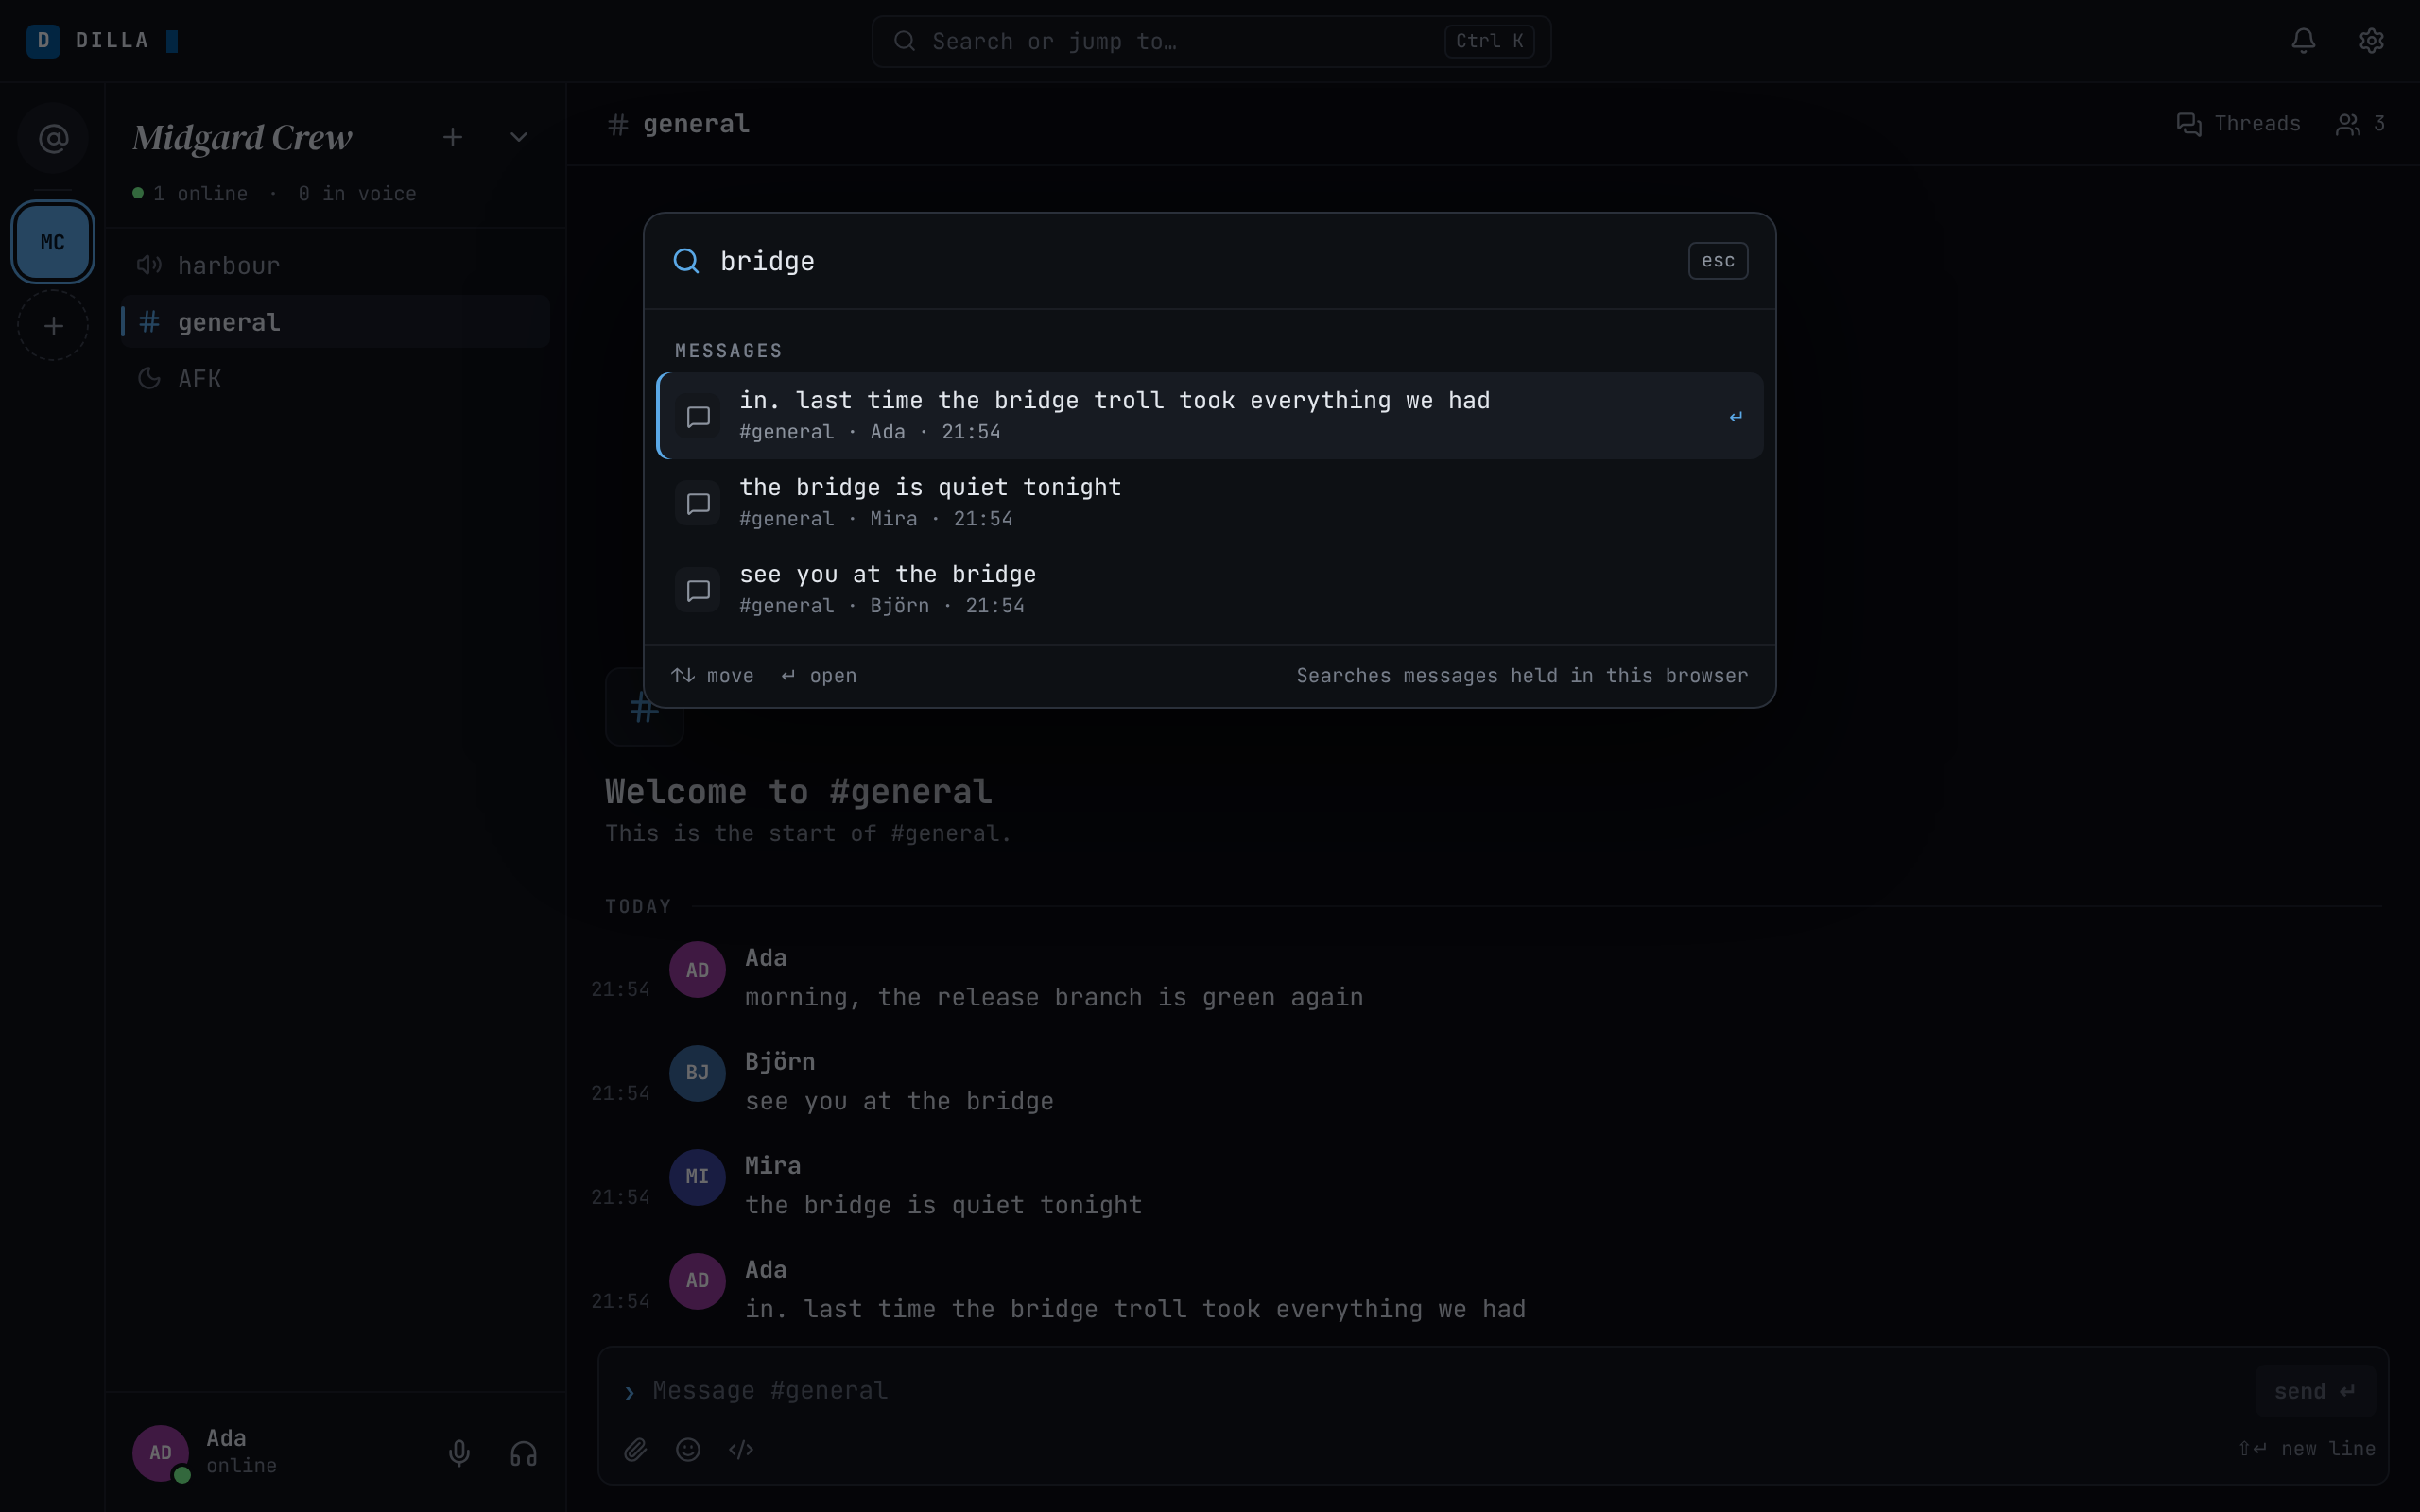 D DILLA
Search or jump to… Ctrl K
@
Midgard Crew
1 online · 0 in voice
MC
harbour
# general
AFK
# general
Threads 3
bridge esc
MESSAGES
in. last time the bridge troll took everything we had
#general · Ada · 21:54
the bridge is quiet tonight
#general · Mira · 21:54
see you at the bridge
#general · Björn · 21:54
↑↓ move ↵ open
Searches messages held in this browser
#
Welcome to #general
This is the start of #general.
TODAY
AD Ada
21:54 morning, the release branch is green again
BJ Björn
21:54 see you at the bridge
MI Mira
21:54 the bridge is quiet tonight
AD Ada
21:54 in. last time the bridge troll took everything we had
› Message #general
send ↵
⇧↵ new line
AD Ada
online